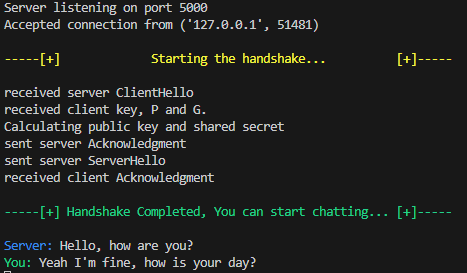 Server listening on port 5000
Accepted connection from ('127.0.0.1', 51481)
-----[+] Starting the handshake... [+]-----
received server ClientHello
received client key, P and G.
Calculating public key and shared secret
sent server Acknowledgment
sent server ServerHello
received client Acknowledgment
-----[+] Handshake Completed, You can start chatting... [+]-----
Server: Hello, how are you?
You: Yeah I'm fine, how is your day?